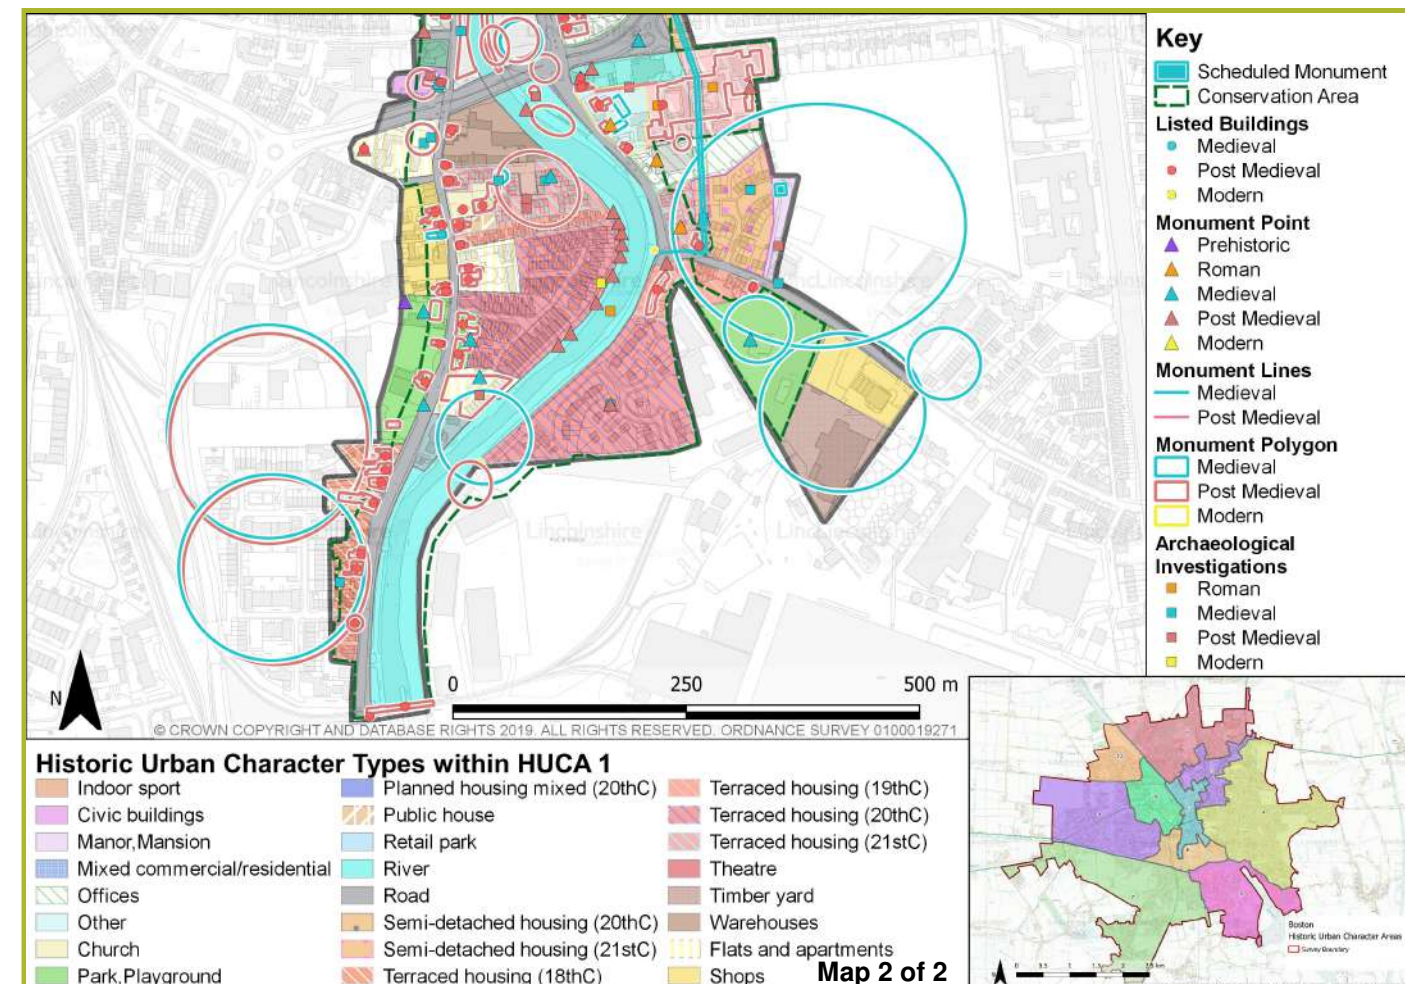 Key
Scheduled Monument
Conservation Area
Listed Buildings
Medieval
Post Medieval
Modern
Monument Point
Prehistoric
Roman
Medieval
Post Medieval
Modern
Monument Lines
Medieval
Post Medieval
Monument Polygon
Medieval
Post Medieval
Modern
Archaeological
Investigations
Roman
Medieval
Post Medieval
Modern
Lincolnshire
N
0 250 500 m
© CROWN COPYRIGHT AND DATABASE RIGHTS 2019. ALL RIGHTS RESERVED. ORDNANCE SURVEY 0100019271
Historic Urban Character Types within HUCA 1
Indoor sport
Civic buildings
Manor,Mansion
Mixed commercial/residential
Offices
Other
Church
Park,Playground
Planned housing mixed (20thC)
Public house
Retail park
River
Road
Semi-detached housing (20thC)
Semi-detached housing (21stC)
Terraced housing (18thC)
Terraced housing (19thC)
Terraced housing (20thC)
Terraced housing (21stC)
Theatre
Timber yard
Warehouses
Flats and apartments
Shops
Map 2 of 2
Boston
Historic Urban Character Areas
Survey Boundary